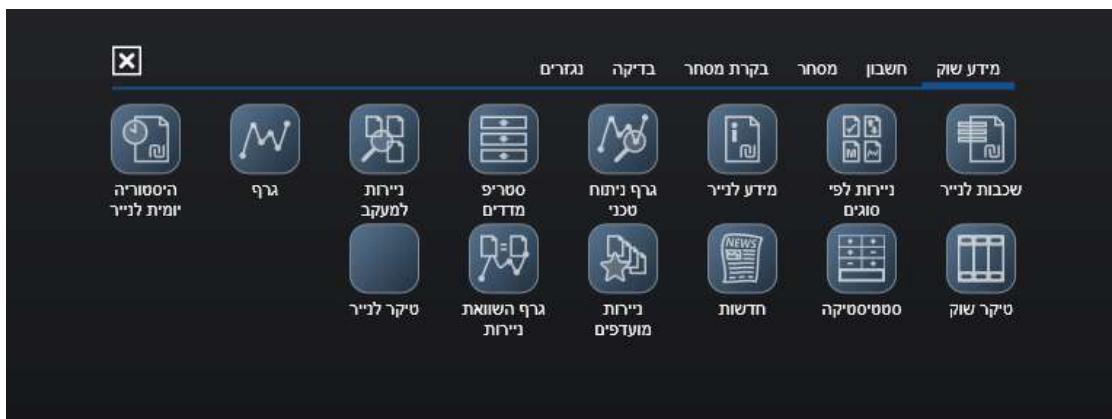 מידע שוק חשבון מסחר בקרת מסחר בדיקה נגזרים
שכבות לנייר ניירות לפי מידע לנייר גרף ניתוח סטריפ ניירות גרף היסטוריה
סוגים טכני מדדים למעקב יומית לנייר
NEWS
טיקר שוק סטטיסטיקה חדשות ניירות גרף השוואת טיקר לנייר
מועדפים ניירות